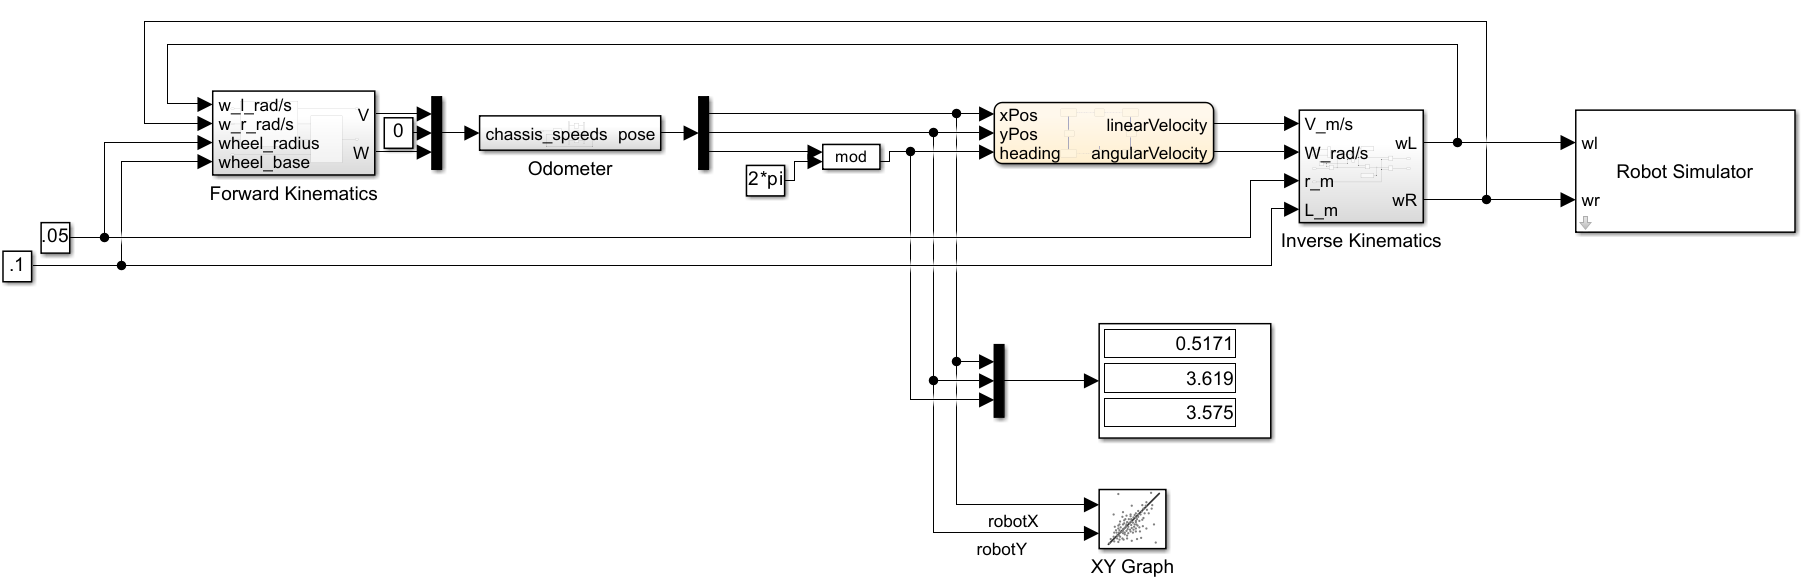 w_l_rad/s
w_r_rad/s
wheel_radius
wheel_base
V
W
Forward Kinematics
0
chassis_speeds pose
Odometer
2*pi
mod
xPos
yPos
heading
linearVelocity
angularVelocity
V_m/s
W_rad/s
r_m
L_m
wL
wR
Inverse Kinematics
wl
wr
Robot Simulator
.05
.1
0.5171
3.619
3.575
robotX
robotY
XY Graph